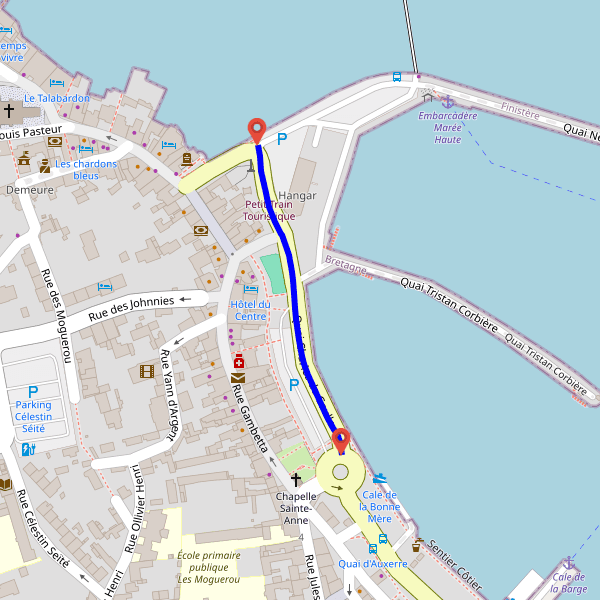 temps
vivre
Le Talabardon
ouis Pasteur
Les chardons
bleus
Demeure
P
Embarcadère
Marée
Haute
Finistère
Quai Ne
Hangar
Petit Train
Touristique
Bretagne
Quai Tristan Corbière
Quai Tristan Corbière
Rue des Moguerou
Rue des Johnnies
Hôtel du
Centre
Rue Yann d'Argent
P
P
Parking
Célestin
Séité
Rue Gambetta
Rue Ollivier Henri
Chapelle
Sainte-
Anne
Cale de
la Bonne
Mère
Rue Célestin Seité
Henri
École primaire
publique
Les Moguerou
4
Rue Jules
Quai d'Auxerre
Sentier Côtier
Cale de
la Barge